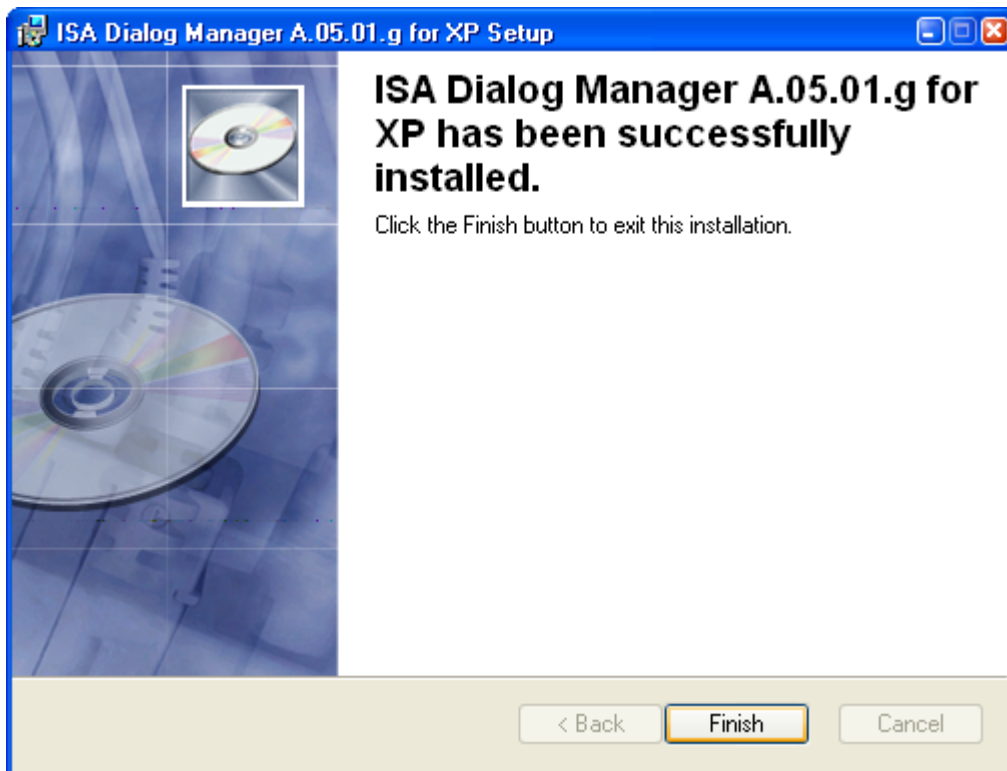 ISA Dialog Manager A.05.01.g for XP Setup
ISA Dialog Manager A.05.01.g for
XP has been successfully
installed.
Click the Finish button to exit this installation.
< Back
Finish
Cancel